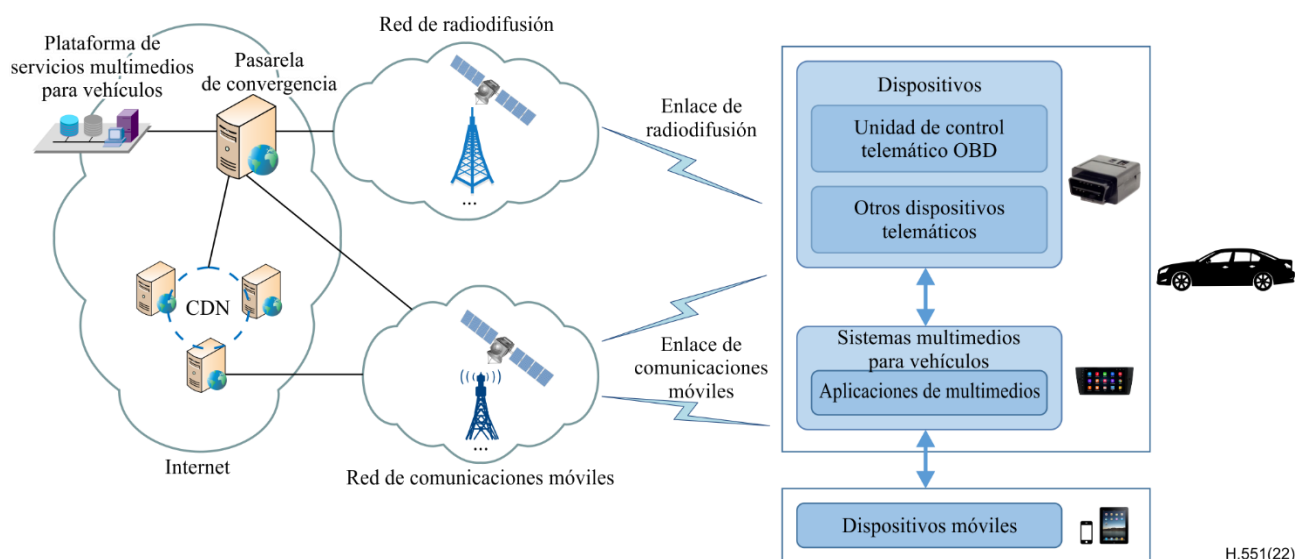 Red de radiodifusión
Plataforma de
servicios multimedios
para vehículos
Pasarela
de convergencia
...
CDN
Internet
...
Red de comunicaciones móviles
Enlace de
radiodifusión
Enlace de
comunicaciones
móviles
Dispositivos
Unidad de control
telemático OBD
Otros dispositivos
telemáticos
Sistemas multimedios
para vehículos
Aplicaciones de multimedios
Dispositivos móviles
H.551(22)